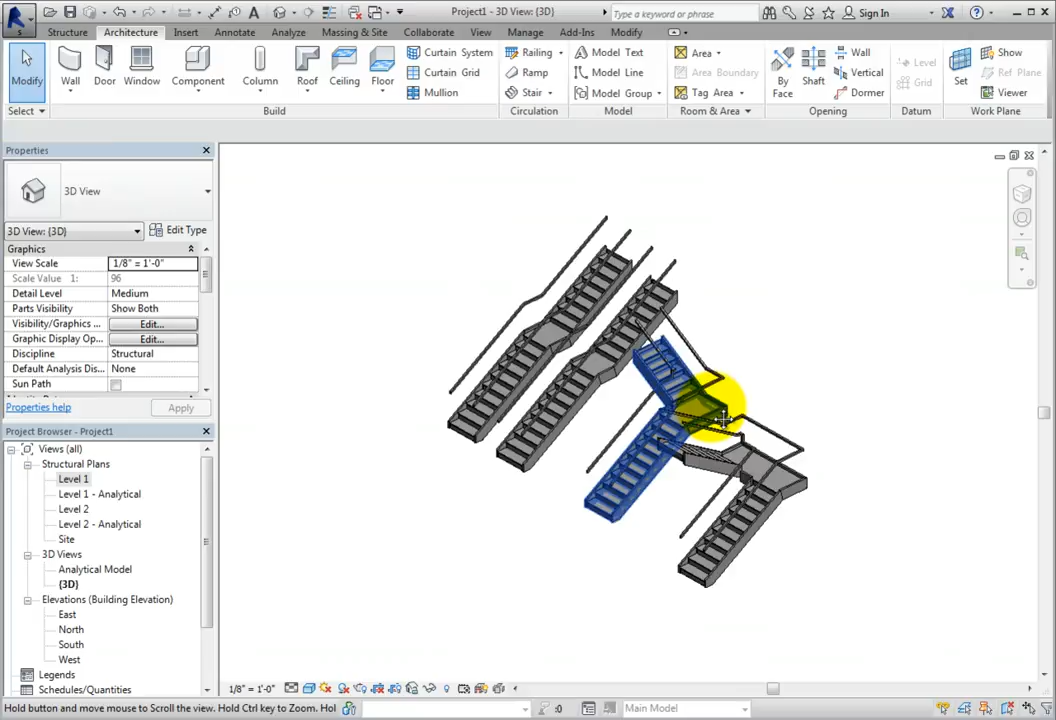 Project1 - 3D View: {3D}
Type a keyword or phrase
Sign In
S
Structure
Architecture
Insert
Annotate
Analyze
Massing & Site
Collaborate
View
Manage
Add-Ins
Modify
Modify
Wall
Door
Window
Component
Column
Roof
Ceiling
Floor
Curtain System
Curtain Grid
Mullion
Railing
Ramp
Stair
Model Text
Model Line
Model Group
Area
Area Boundary
Tag Area
By Face
Shaft
Wall
Vertical
Dormer
Level
Grid
Set
Show
Ref Plane
Viewer
Select
Build
Circulation
Model
Room & Area
Opening
Datum
Work Plane
Properties
3D View
3D View: {3D}
Edit Type
Graphics
View Scale 1/8" = 1'-0"
Scale Value 1: 96
Detail Level Medium
Parts Visibility Show Both
Visibility/Graphics ... Edit...
Graphic Display Op... Edit...
Discipline Structural
Default Analysis Dis... None
Sun Path
Properties help
Apply
Project Browser - Project1
Views (all)
Structural Plans
Level 1
Level 1 - Analytical
Level 2
Level 2 - Analytical
Site
3D Views
Analytical Model
{3D}
Elevations (Building Elevation)
East
North
South
West
Legends
Schedules/Quantities
1/8" = 1'-0"
Hold button and move mouse to Scroll the view. Hold Ctrl key to Zoom. Hol
:0
Main Model